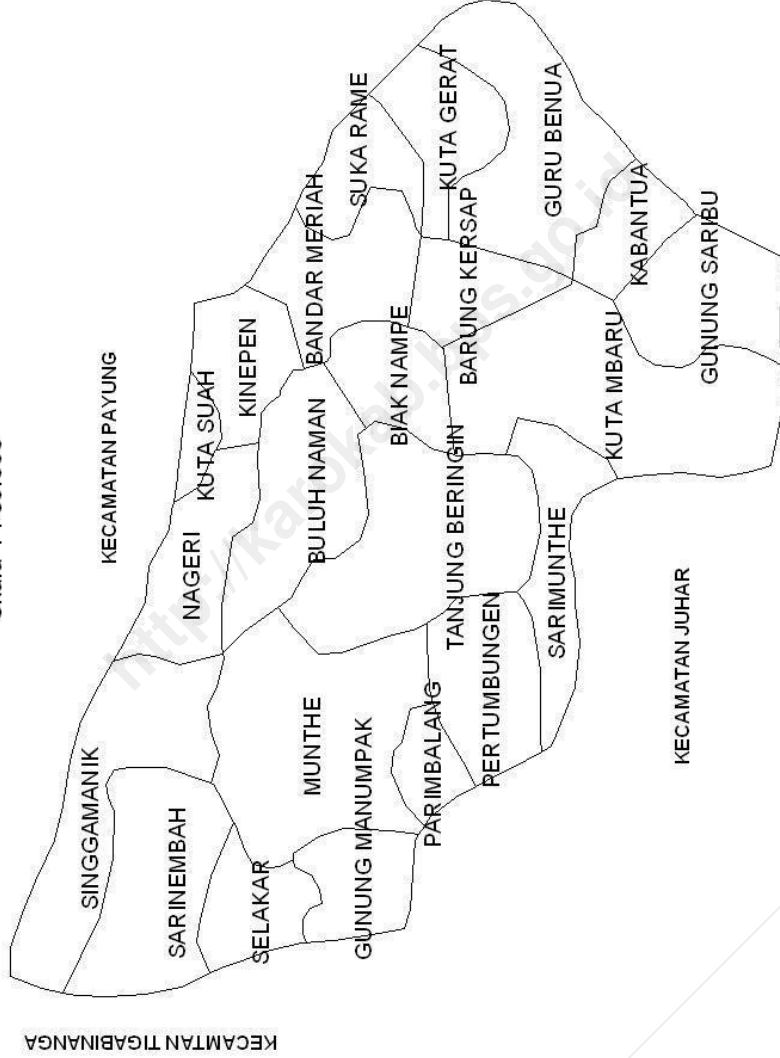 KECAMATAN PAYUNG
SUKA RAME
KUTA GERAT
GURU BENUA
KABANTUA
GUNUNG SARIBU
BANDAR MERIAH
BARUNG KERSAP
KINEPEN
KUTA SUAH
BIAK NAMPE
KUTA MBARU
BULUH NAMAN
NAGERI
TANJUNG BERINGIN
SARIMUNTHE
PERTUMBUNGEN
MUNTHE
PARIMBALANG
GUNUNG MANUMPAK
SINGGAMANIK
SARINEMBAH
SELAKAR
KECAMATAN JUHAR
KECAMTAN TIGABINANGA
http://karokab.bps.go.id